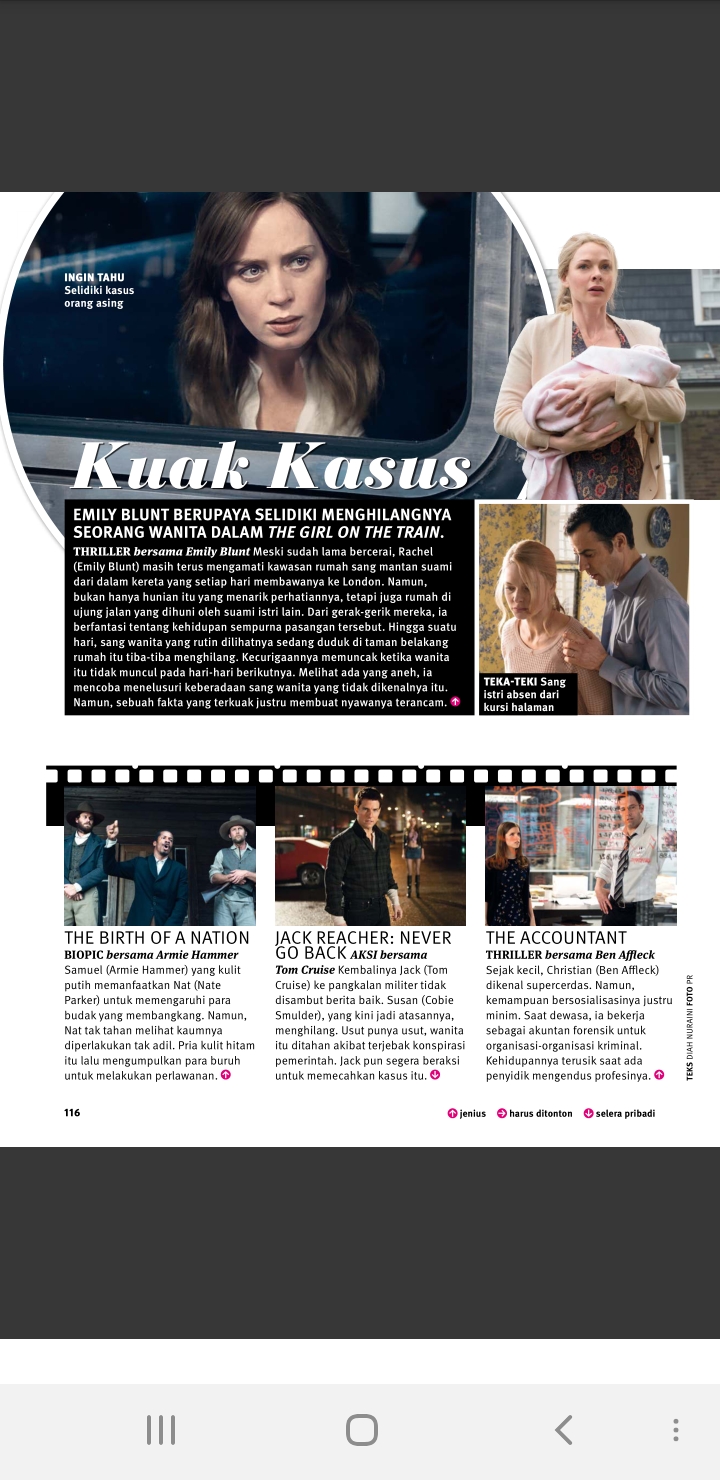 INGIN TAHU
Selidiki kasus
orang asing
Kuak Kasus
EMILY BLUNT BERUPAYA SELIDIKI MENGHILANGNYA
SEORANG WANITA DALAM THE GIRL ON THE TRAIN.
THRILLER bersama Emily Blunt Meski sudah lama bercerai, Rachel
(Emily Blunt) masih terus mengamati kawasan rumah sang mantan suami
dari dalam kereta yang setiap hari membawanya ke London. Namun,
bukan hanya hunian itu yang menarik perhatiannya, tetapi juga rumah di
ujung jalan yang dihuni oleh suami istri lain. Dari gerak-gerik mereka, ia
berfantasi tentang kehidupan sempurna pasangan tersebut. Hingga suatu
hari, sang wanita yang rutin dilihatnya sedang duduk di taman belakang
rumah itu tiba-tiba menghilang. Kecurigaannya memuncak ketika wanita
itu tidak muncul pada hari-hari berikutnya. Melihat ada yang aneh, ia
mencoba menelusuri keberadaan sang wanita yang tidak dikenalnya itu.
Namun, sebuah fakta yang terkuak justru membuat nyawanya terancam.
TEKA-TEKI Sang
istri absen dari
kursi halaman
THE BIRTH OF A NATION
BIOPIC bersama Armie Hammer
Samuel (Armie Hammer) yang kulit
putih memanfaatkan Nat (Nate
Parker) untuk memengaruhi para
budak yang membangkang. Namun,
Nat tak tahan melihat kaumnya
diperlakukan tak adil. Pria kulit hitam
itu lalu mengumpulkan para buruh
untuk melakukan perlawanan.
JACK REACHER: NEVER
GO BACK AKSI bersama
Tom Cruise Kembalinya Jack (Tom
Cruise) ke pangkalan militer tidak
disambut berita baik. Susan (Cobie
Smulder), yang kini jadi atasannya,
menghilang. Usut punya usut, wanita
itu ditahan akibat terjebak konspirasi
pemerintah. Jack pun segera beraksi
untuk memecahkan kasus itu.
THE ACCOUNTANT
THRILLER bersama Ben Affleck
Sejak kecil, Christian (Ben Affleck)
dikenal supercerdas. Namun,
kemampuan bersosialisasinya justru
minim. Saat dewasa, ia bekerja
sebagai akuntan forensik untuk
organisasi-organisasi kriminal.
Kehidupannya terusik saat ada
penyidik mengendus profesinya.
TEKS DIAH NURAINI FOTO PR
116
jenius harus ditonton selera pribadi